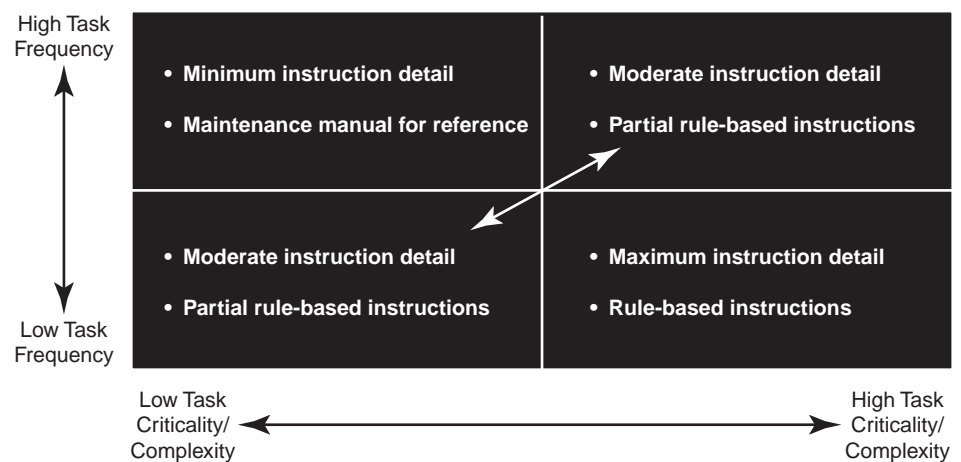 High Task
Frequency
• Minimum instruction detail
• Maintenance manual for reference
• Moderate instruction detail
• Partial rule-based instructions
• Moderate instruction detail
• Partial rule-based instructions
• Maximum instruction detail
• Rule-based instructions
Low Task
Frequency
Low Task
Criticality/
Complexity
High Task
Criticality/
Complexity